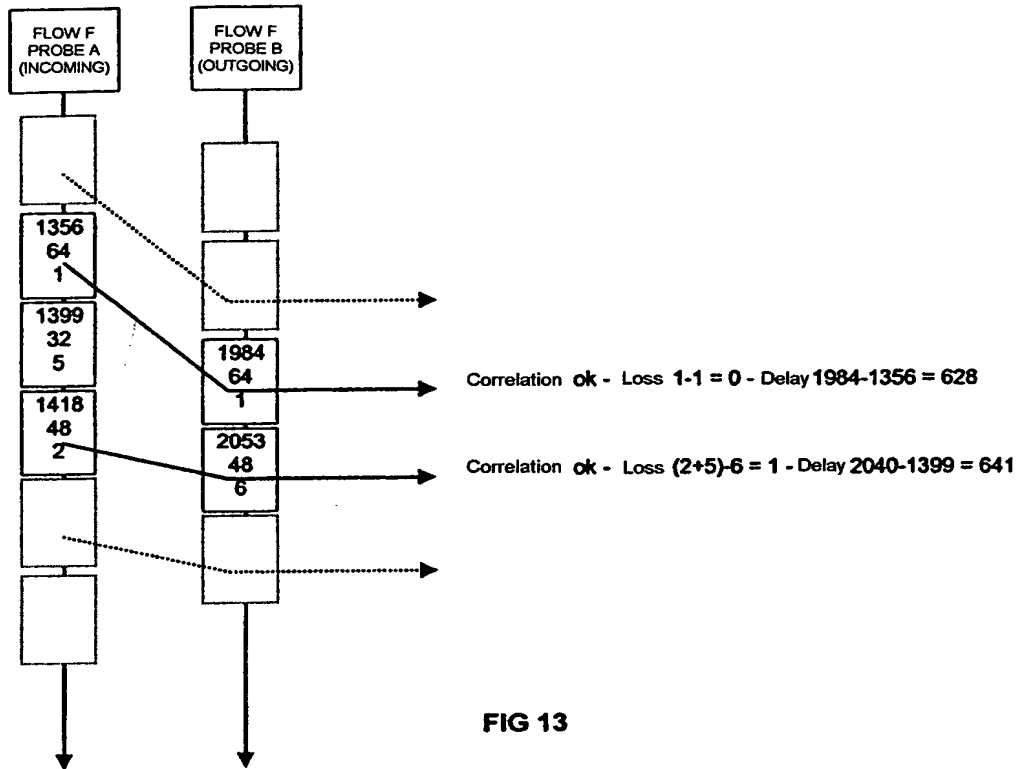 FLOW F
PROBE A
(INCOMING)
FLOW F
PROBE B
(OUTGOING)
1356
64
1
1399
32
5
1418
48
2
1984
64
1
2053
48
6
Correlation ok - Loss 1-1 = 0 - Delay 1984-1356 = 628
Correlation ok - Loss (2+5)-6 = 1 - Delay 2040-1399 = 641
FIG 13